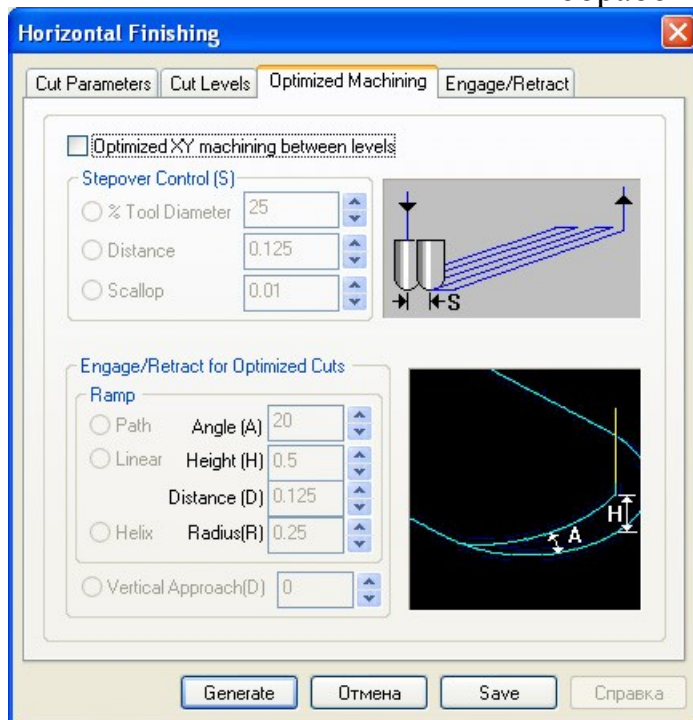 Horizontal Finishing
Cut Parameters Cut Levels Optimized Machining Engage/Retract
Optimized XY machining between levels
Stepover Control (S)
% Tool Diameter 25
Distance 0.125
Scallop 0.01
S
Engage/Retract for Optimized Cuts
Ramp
Path Angle (A) 20
Linear Height (H) 0.5
Distance (D) 0.125
Helix Radius(R) 0.25
H
A
Vertical Approach(D) 0
Generate Отмена Save Справка